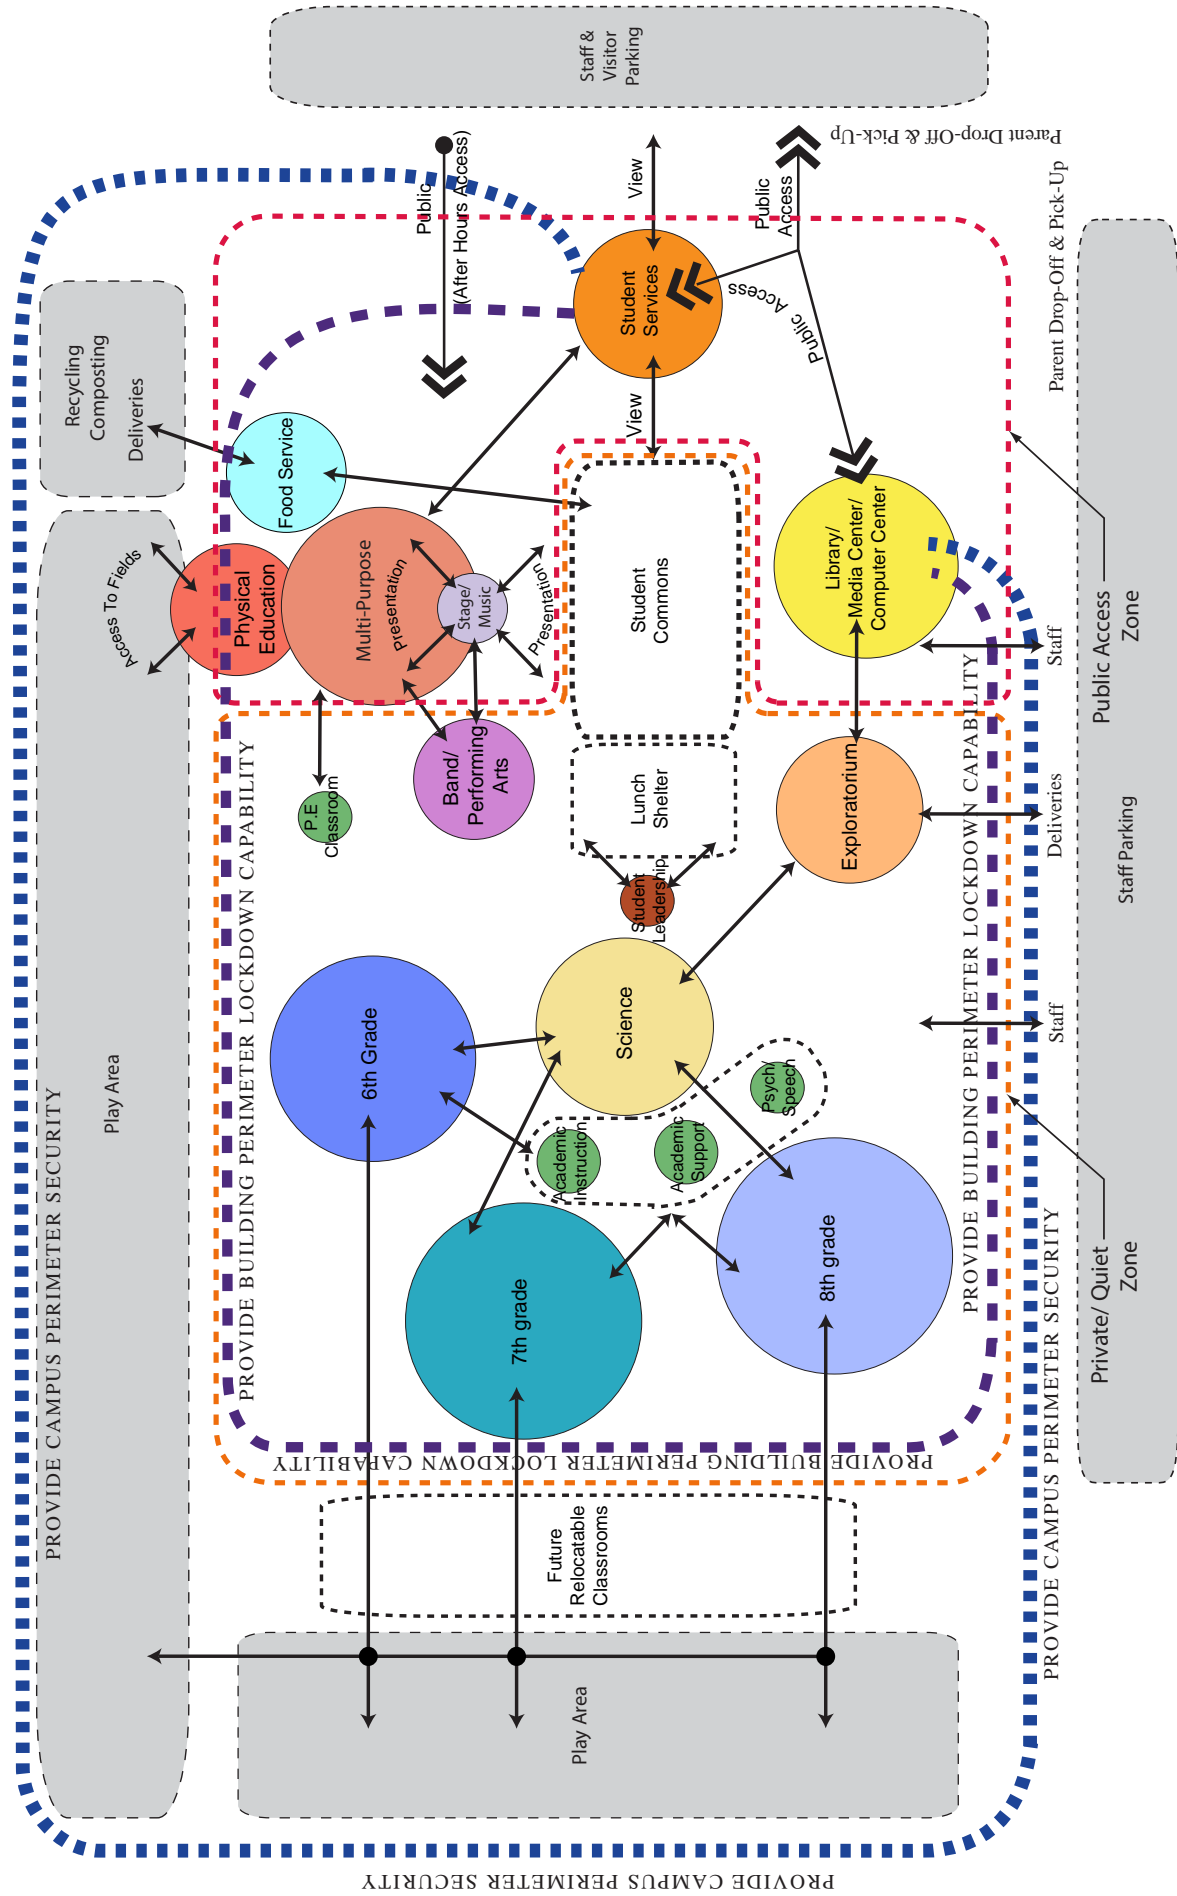 PROVIDE CAMPUS PERIMETER SECURITY
Play Area
Recycling
Composting
Deliveries
Access To Fields
PROVIDE BUILDING PERIMETER LOCKDOWN CAPABILITY
Physical
Education
Food Service
Multi-Purpose
Presentation
Stage/
Music
Presentation
P.E
Classroom
Band/
Performing
Arts
Public
(After Hours Access)
6th Grade
7th grade
8th grade
Science
Academic
Instruction
Academic
Support
Psych/
Speech
Student
Leadership
Lunch
Shelter
Student
Commons
View
Student
Services
View
Staff &
Visitor
Parking
Public
Access
Public Access
Parent Drop-Off & Pick-Up
Library/
Media Center/
Computer Center
Exploratorium
Future
Relocatable
Classrooms
Play Area
PROVIDE BUILDING PERIMETER LOCKDOWN CAPABILITY
PROVIDE CAMPUS PERIMETER SECURITY
PROVIDE BUILDING PERIMETER LOCKDOWN CAPABILITY
PROVIDE CAMPUS PERIMETER SECURITY
Staff
Deliveries
Staff
Parent Drop-Off & Pick-Up
Private/ Quiet
Zone
Staff Parking
Public Access
Zone